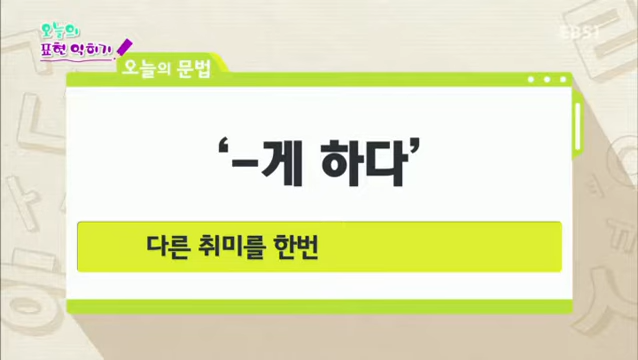 오늘의
표현 익히기
EBS1
오늘의 문법
‘-게 하다’
다른 취미를 한번